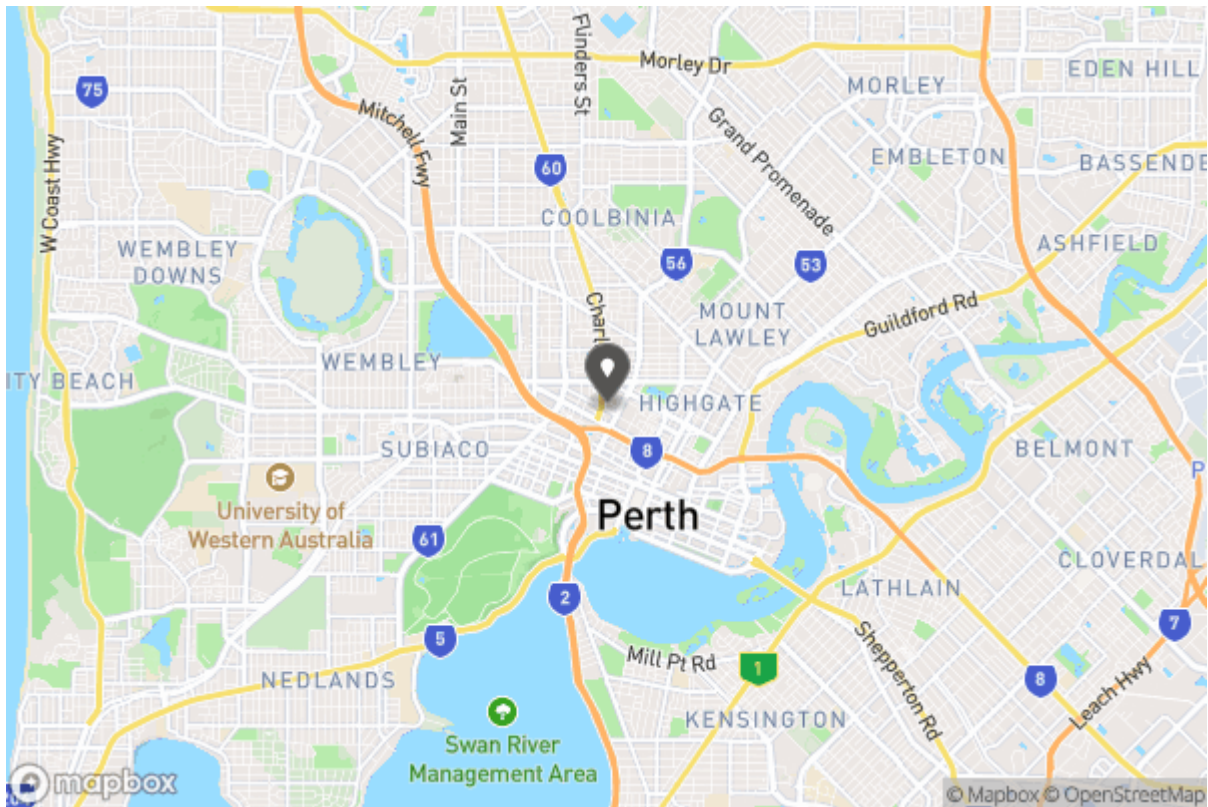 Flinders St
Morley Dr
EDEN HILL
75
MORLEY
Main St
Mitchell Fwy
Grand Promenade
W Coast Hwy
60
EMBLETON
BASSENDE
COOLBINIA
WEMBLEY
DOWNS
56
53
ASHFIELD
Charl
MOUNT
LAWLEY
Guildford Rd
WEMBLEY
ITY BEACH
HIGHGATE
SUBIACO
8
BELMONT
P
University of
Western Australia
Perth
61
CLOVERDAL
LATHLAIN
2
5
7
Mill Pt Rd
1
Shepperton Rd
8
Leach Hwy
NEDLANDS
KENSINGTON
Swan River
Management Area
mapbox
© Mapbox © OpenStreetMap